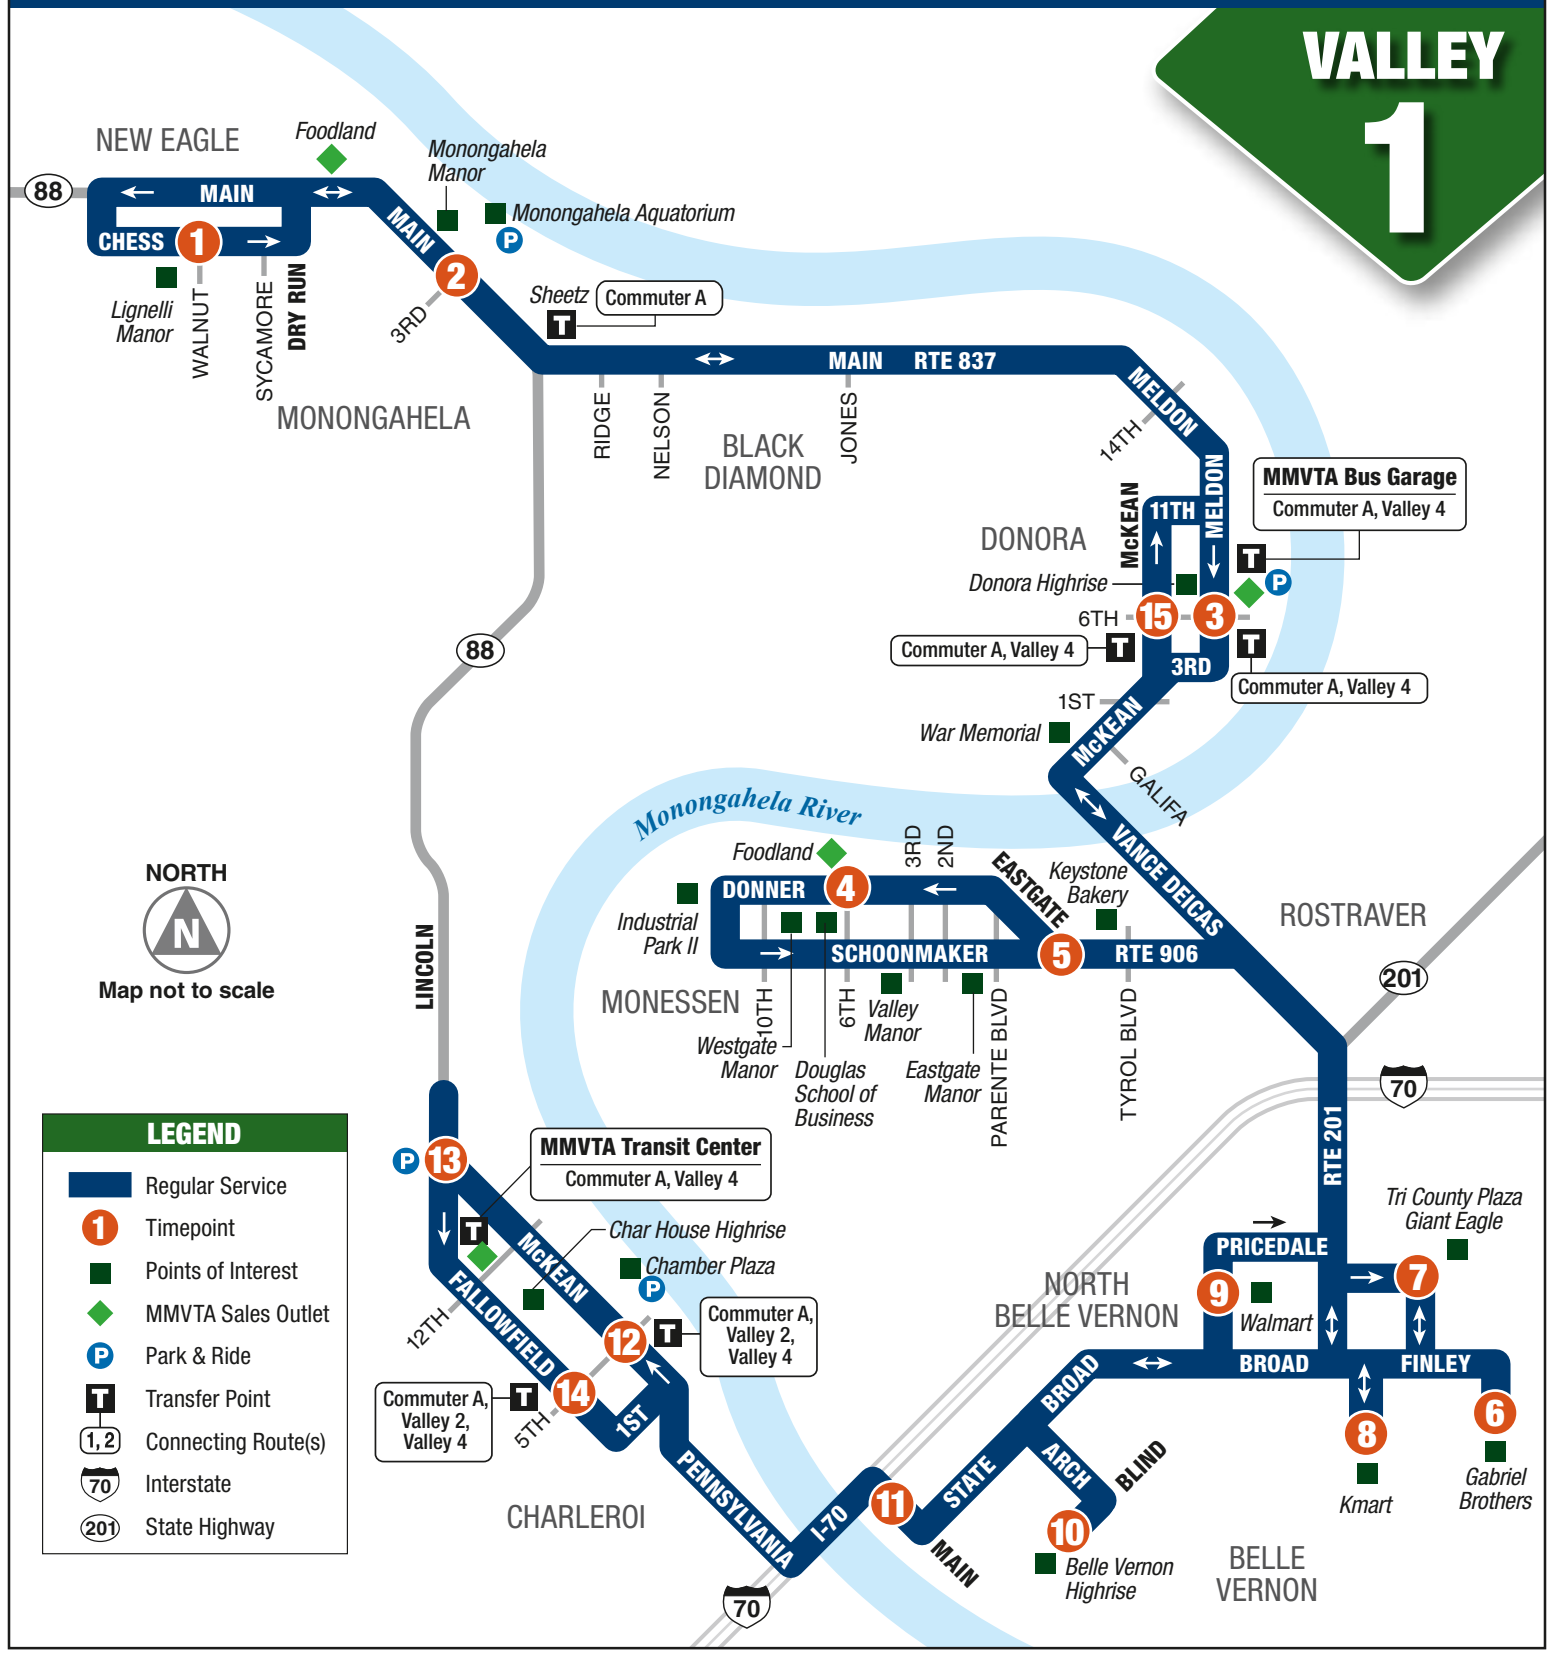 VALLEY
1
NEW EAGLE
Foodland
Monongahela
Manor
88
MAIN
MAIN
Monongahela Aquatorium
P
CHESS
1
2
Lignelli
Manor
WALNUT
SYCAMORE
DRY RUN
3RD
Sheetz
Commuter A
T
MONONGAHELA
MAIN
RTE 837
MELDON
RIDGE
NELSON
BLACK
DIAMOND
JONES
14TH
MELDON
McKEAN
11TH
MMVTA Bus Garage
Commuter A, Valley 4
DONORA
T
Donora Highrise
P
6TH
15
3
Commuter A, Valley 4
T
T
3RD
Commuter A, Valley 4
1ST
McKEAN
War Memorial
GALIFA
88
Monongahela River
VANCE DEICAS
Foodland
3RD
2ND
EASTGATE
Keystone
Bakery
DONNER
4
Industrial
Park II
SCHOONMAKER
5
RTE 906
ROSTRAVER
201
NORTH
N
Map not to scale
LINCOLN
MONESSEN
10TH
6TH
Valley
Manor
Westgate
Manor
Douglas
School of
Business
Eastgate
Manor
PARENTE BLVD
TYROL BLVD
70
RTE 201
LEGEND
Regular Service
1
Timepoint
Points of Interest
MMVTA Sales Outlet
P
Park & Ride
T
Transfer Point
1, 2
Connecting Route(s)
70
Interstate
201
State Highway
P
13
MMVTA Transit Center
Commuter A, Valley 4
T
Char House Highrise
McKEAN
Chamber Plaza
P
FALLOWFIELD
12TH
12
T
Commuter A,
Valley 2,
Valley 4
Commuter A,
Valley 2,
Valley 4
T
14
5TH
1ST
CHARLEROI
PENNSYLVANIA
I-70
70
11
MAIN
STATE
BROAD
ARCH
BLIND
10
Belle Vernon
Highrise
BELLE
VERNON
NORTH
BELLE VERNON
PRICEDALE
9
Walmart
Tri County Plaza
Giant Eagle
7
BROAD
FINLEY
8
Kmart
6
Gabriel
Brothers